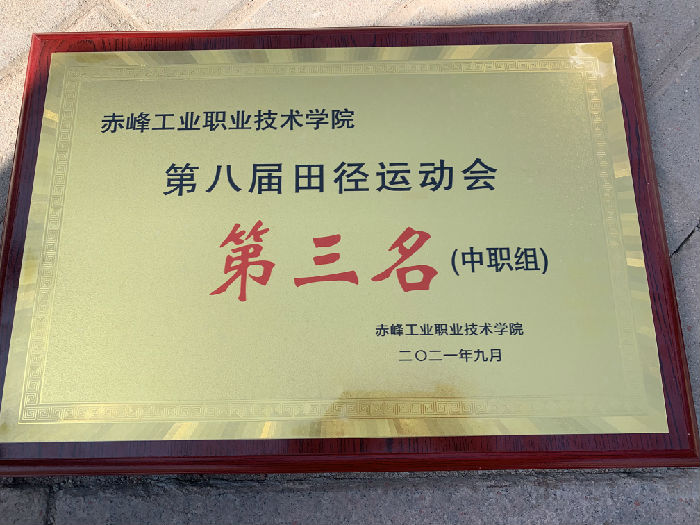 赤峰工业职业技术学院
第八届田径运动会
第三名(中职组)
赤峰工业职业技术学院
二〇二一年九月